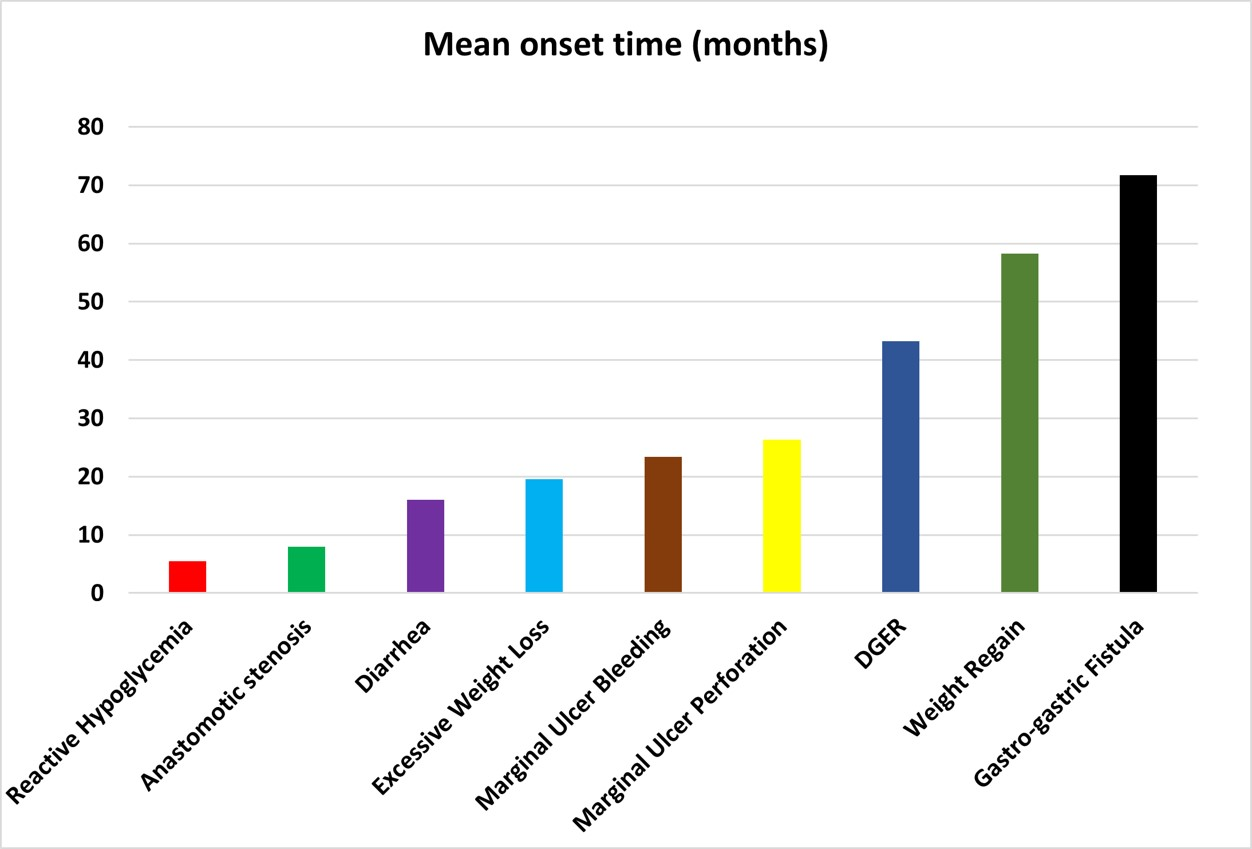 Mean onset time (months)
80
70
60
50
40
30
20
10
0
Reactive Hypoglycemia
Anastomotic stenosis
Diarrhea
Excessive Weight Loss
Marginal Ulcer Bleeding
Marginal Ulcer Perforation
DGER
Weight Regain
Gastro-gastric Fistula